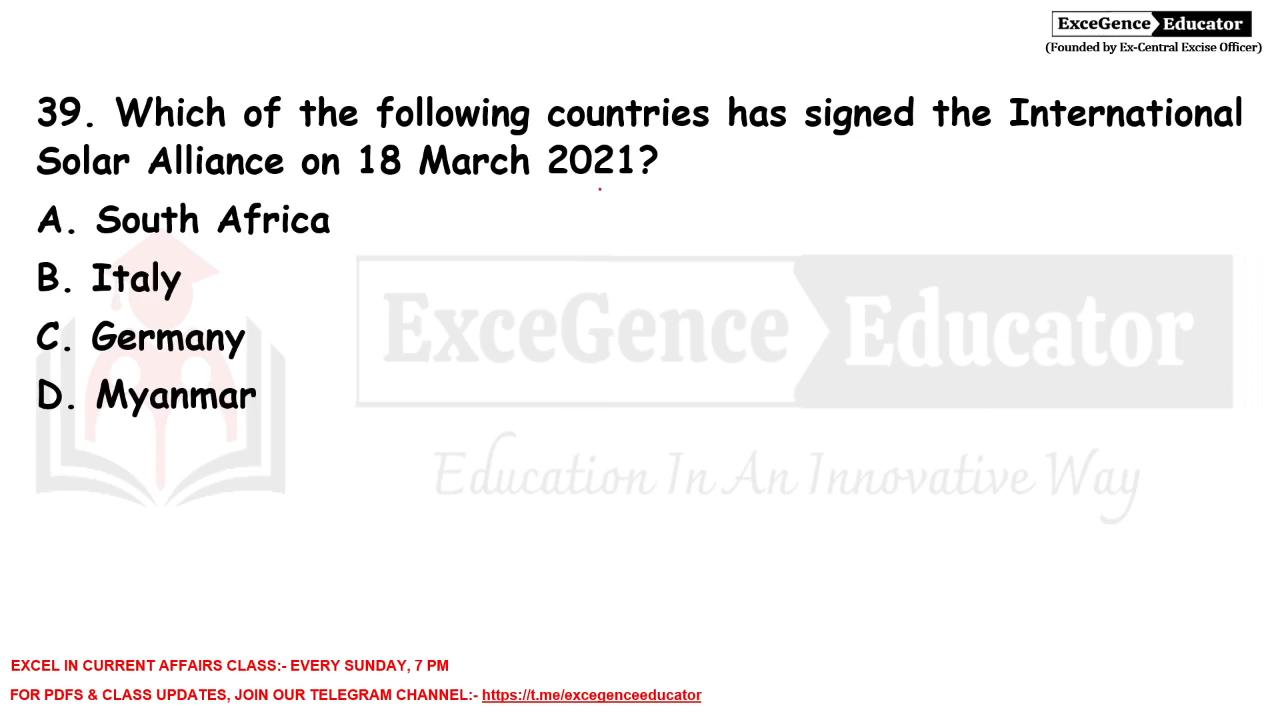 ExceGence Educator
(Founded by Ex-Central Excise Officer)
39. Which of the following countries has signed the International
Solar Alliance on 18 March 2021?
A. South Africa
B. Italy
C. Germany
D. Myanmar
ExceGence Educator
Education In An Innovative Way
EXCEL IN CURRENT AFFAIRS CLASS:- EVERY SUNDAY, 7 PM
FOR PDFS & CLASS UPDATES, JOIN OUR TELEGRAM CHANNEL:- https://t.me/excegenceeducator